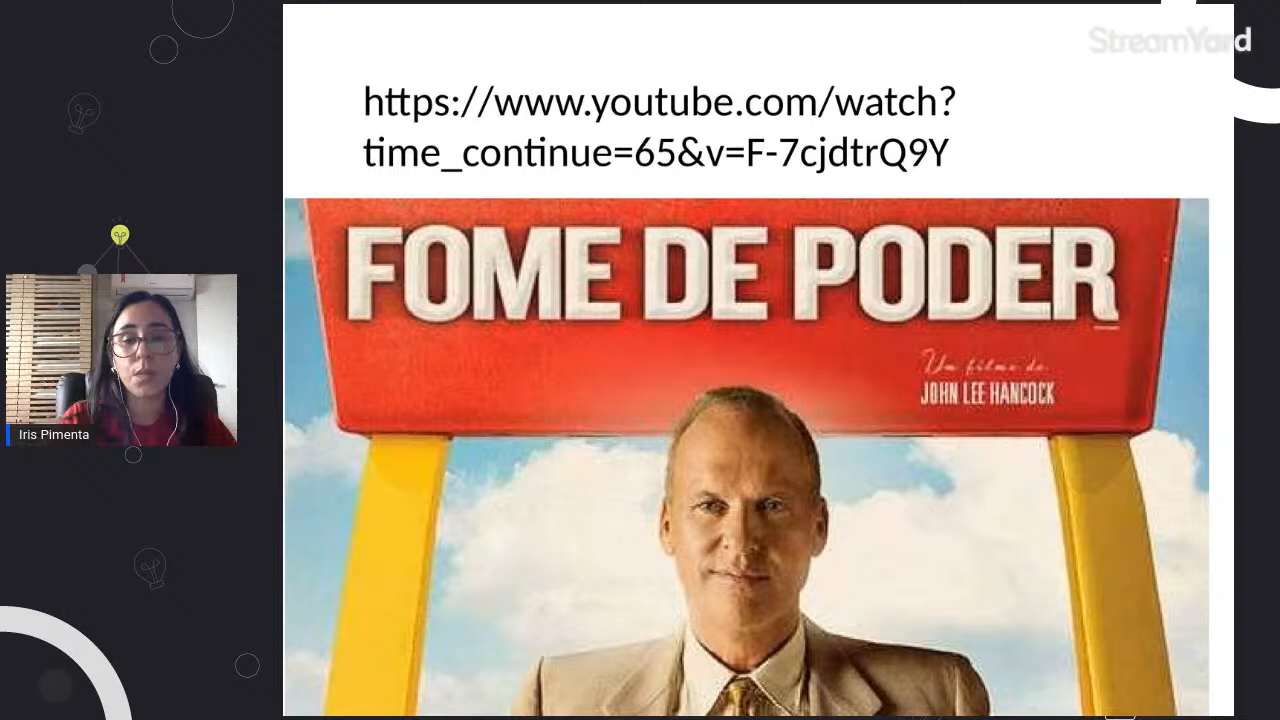 StreamYard
https://www.youtube.com/watch?
time_continue=65&v=F-7cjdtrQ9Y
FOME DE PODER
Um filme de
JOHN LEE HANCOCK
Iris Pimenta